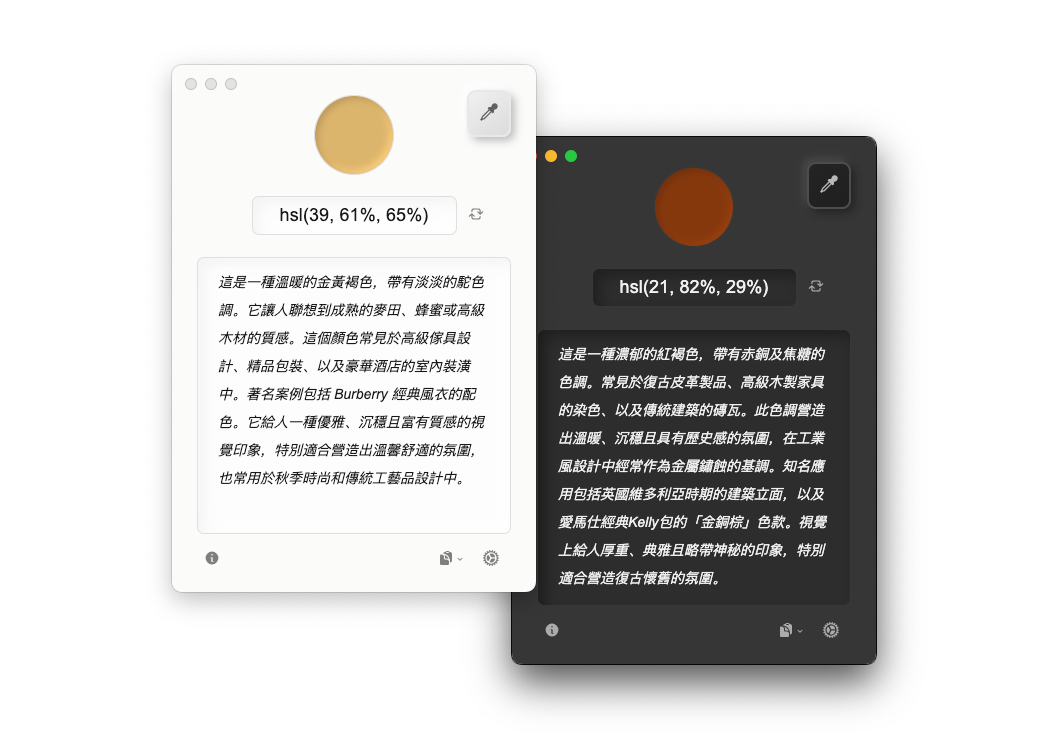 hsl(39, 61%, 65%)
這是一種溫暖的金黃褐色，帶有淡淡的駝色
調。它讓人聯想到成熟的麥田、蜂蜜或高級
木材的質感。這個顏色常見於高級傢具設
計、精品包裝、以及豪華酒店的室內裝潢
中。著名案例包括 Burberry 經典風衣的配
色。它給人一種優雅、沉穩且富有質感的視
覺印象，特別適合營造出溫馨舒適的氛圍，
也常用於秋季時尚和傳統工藝品設計中。
hsl(21, 82%, 29%)
這是一種濃郁的紅褐色，帶有赤銅及焦糖的
色調。常見於復古皮革製品、高級木製家具
的染色、以及傳統建築的磚瓦。此色調營造
出溫暖、沉穩且具有歷史感的氛圍，在工業
風設計中經常作為金屬鏽蝕的基調。知名應
用包括英國維多利亞時期的建築立面，以及
愛馬仕經典Kelly包的「金銅棕」色款。視覺
上給人厚重、典雅且略帶神秘的印象，特別
適合營造復古懷舊的氛圍。